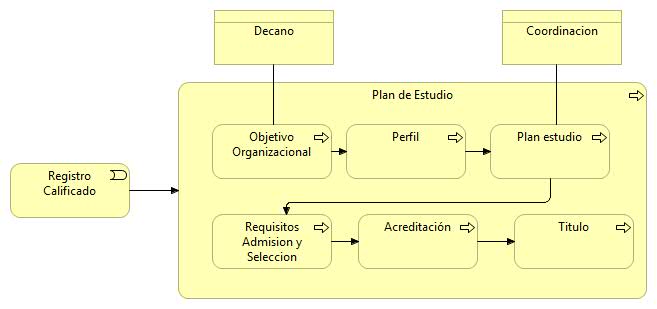 Decano
Coordinacion
Plan de Estudio
Objetivo
Organizacional
Perfil
Plan estudio
Registro
Calificado
Requisitos
Admision y
Seleccion
Acreditación
Titulo